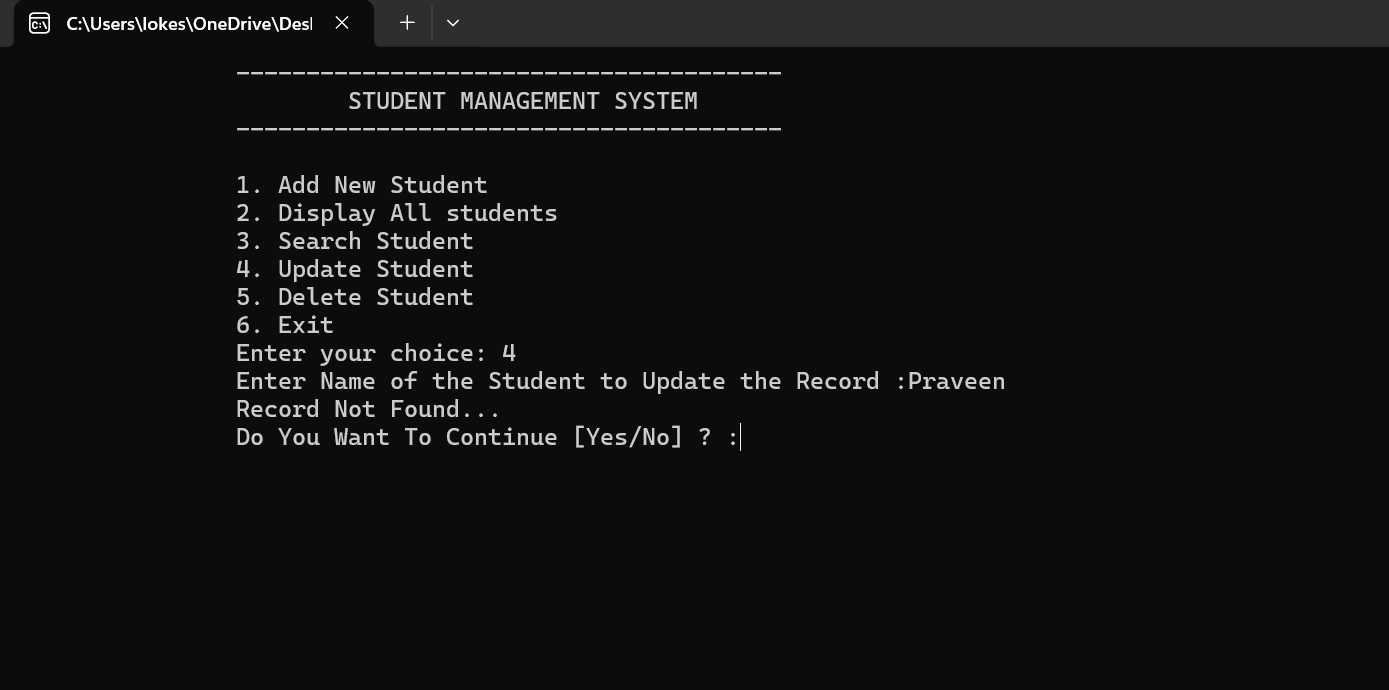 C:\Users\lokes\OneDrive\Desl
---------------------------------------
STUDENT MANAGEMENT SYSTEM
---------------------------------------
1. Add New Student
2. Display All students
3. Search Student
4. Update Student
5. Delete Student
6. Exit
Enter your choice: 4
Enter Name of the Student to Update the Record :Praveen
Record Not Found...
Do You Want To Continue [Yes/No] ? :